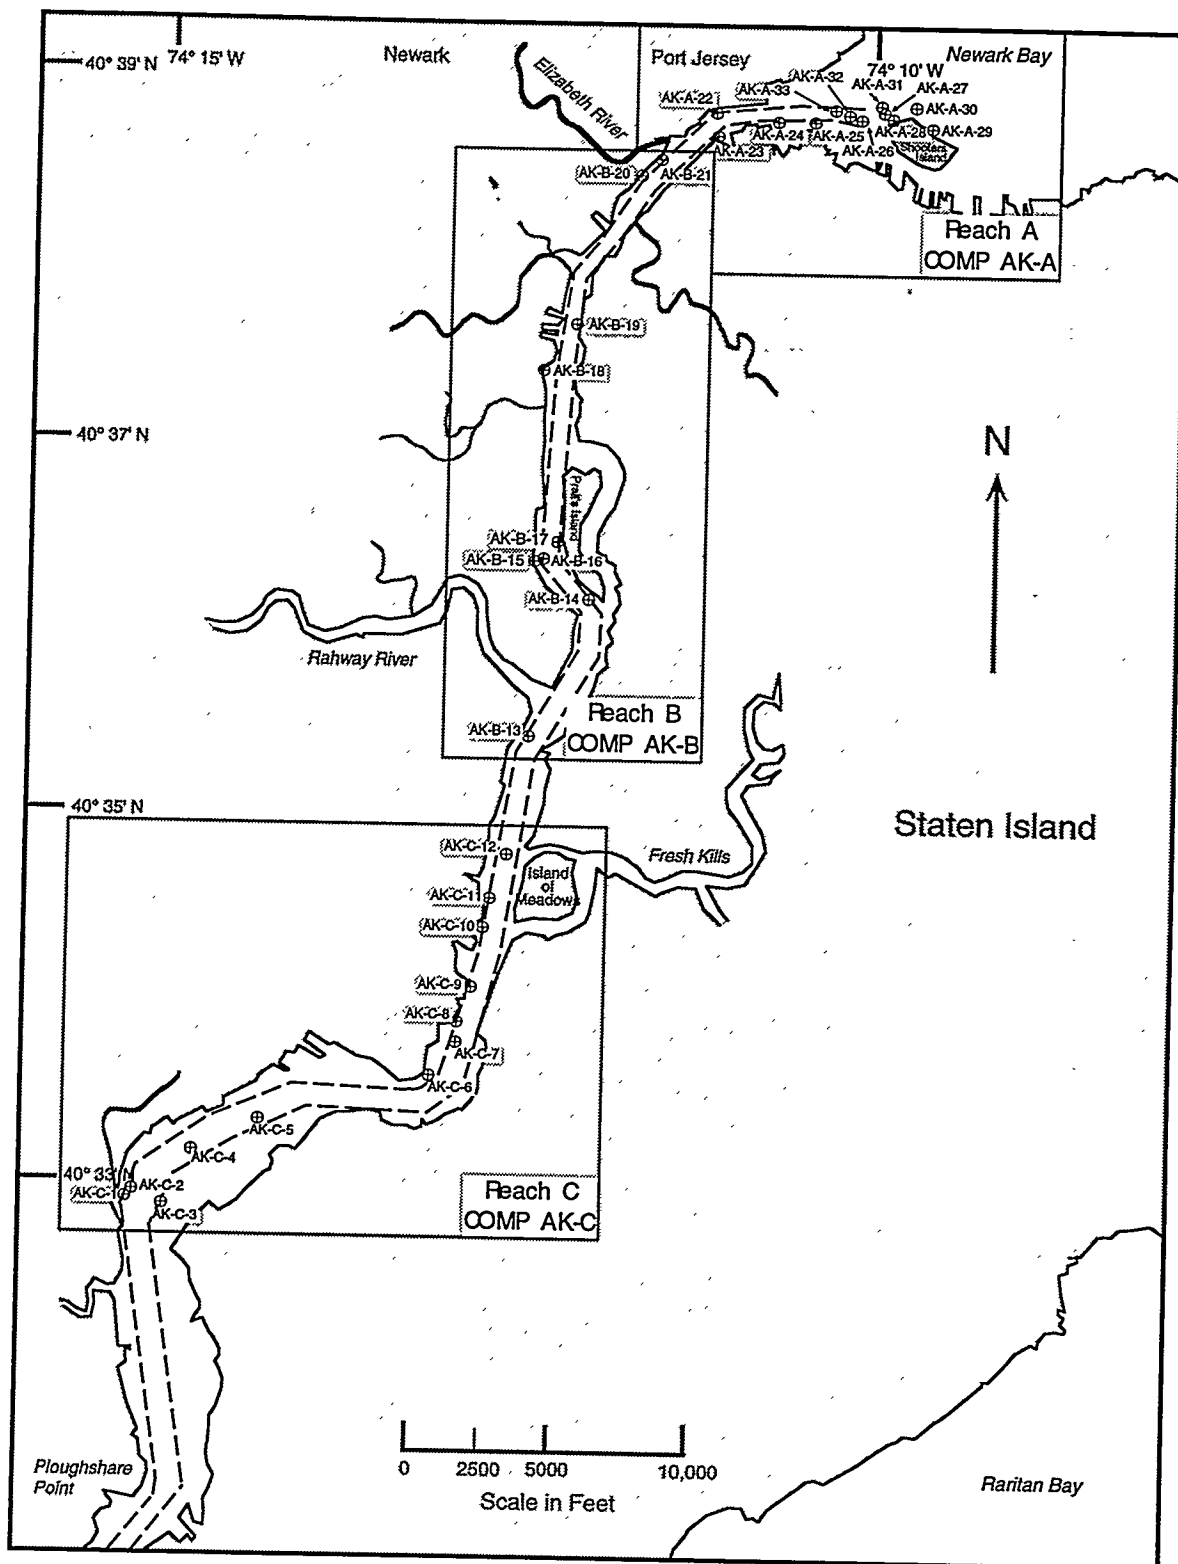 40° 39' N
74° 15' W
Newark
Port Jersey
Newark Bay
74° 10' W
Elizabeth River
AK-A-32
AK-A-33
AK-A-31
AK-A-27
AK-A-22
AK-A-30
AK-A-24
AK-A-25
AK-A-28
AK-A-29
AK-A-23
AK-A-26
Shooters
Island
AK-B-20
AK-B-21
Reach A
COMP AK-A
AK-B-19
AK-B-18
40° 37' N
N
Prall's Island
AK-B-17
AK-B-15
AK-B-16
AK-B-14
Rahway River
Reach B
COMP AK-B
AK-B-13
40° 35' N
Staten Island
AK-C-12
Fresh Kills
Island
of
Meadows
AK-C-11
AK-C-10
AK-C-9
AK-C-8
AK-C-7
AK-C-6
AK-C-5
AK-C-4
40° 33' N
AK-C-1
AK-C-2
AK-C-3
Reach C
COMP AK-C
Ploughshare
Point
0 2500 5000 10,000
Scale in Feet
Raritan Bay